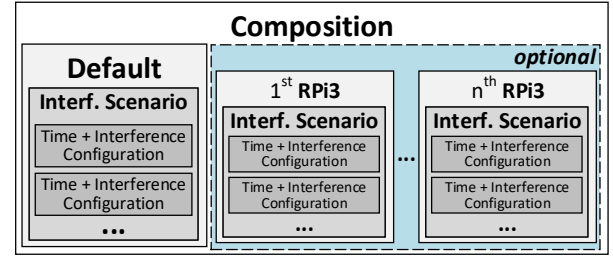 Composition
optional
Default
Interf. Scenario
Time + Interference
Configuration
Time + Interference
Configuration
...
1st RPi3
Interf. Scenario
Time + Interference
Configuration
Time + Interference
Configuration
...
...
nth RPi3
Interf. Scenario
Time + Interference
Configuration
Time + Interference
Configuration
...